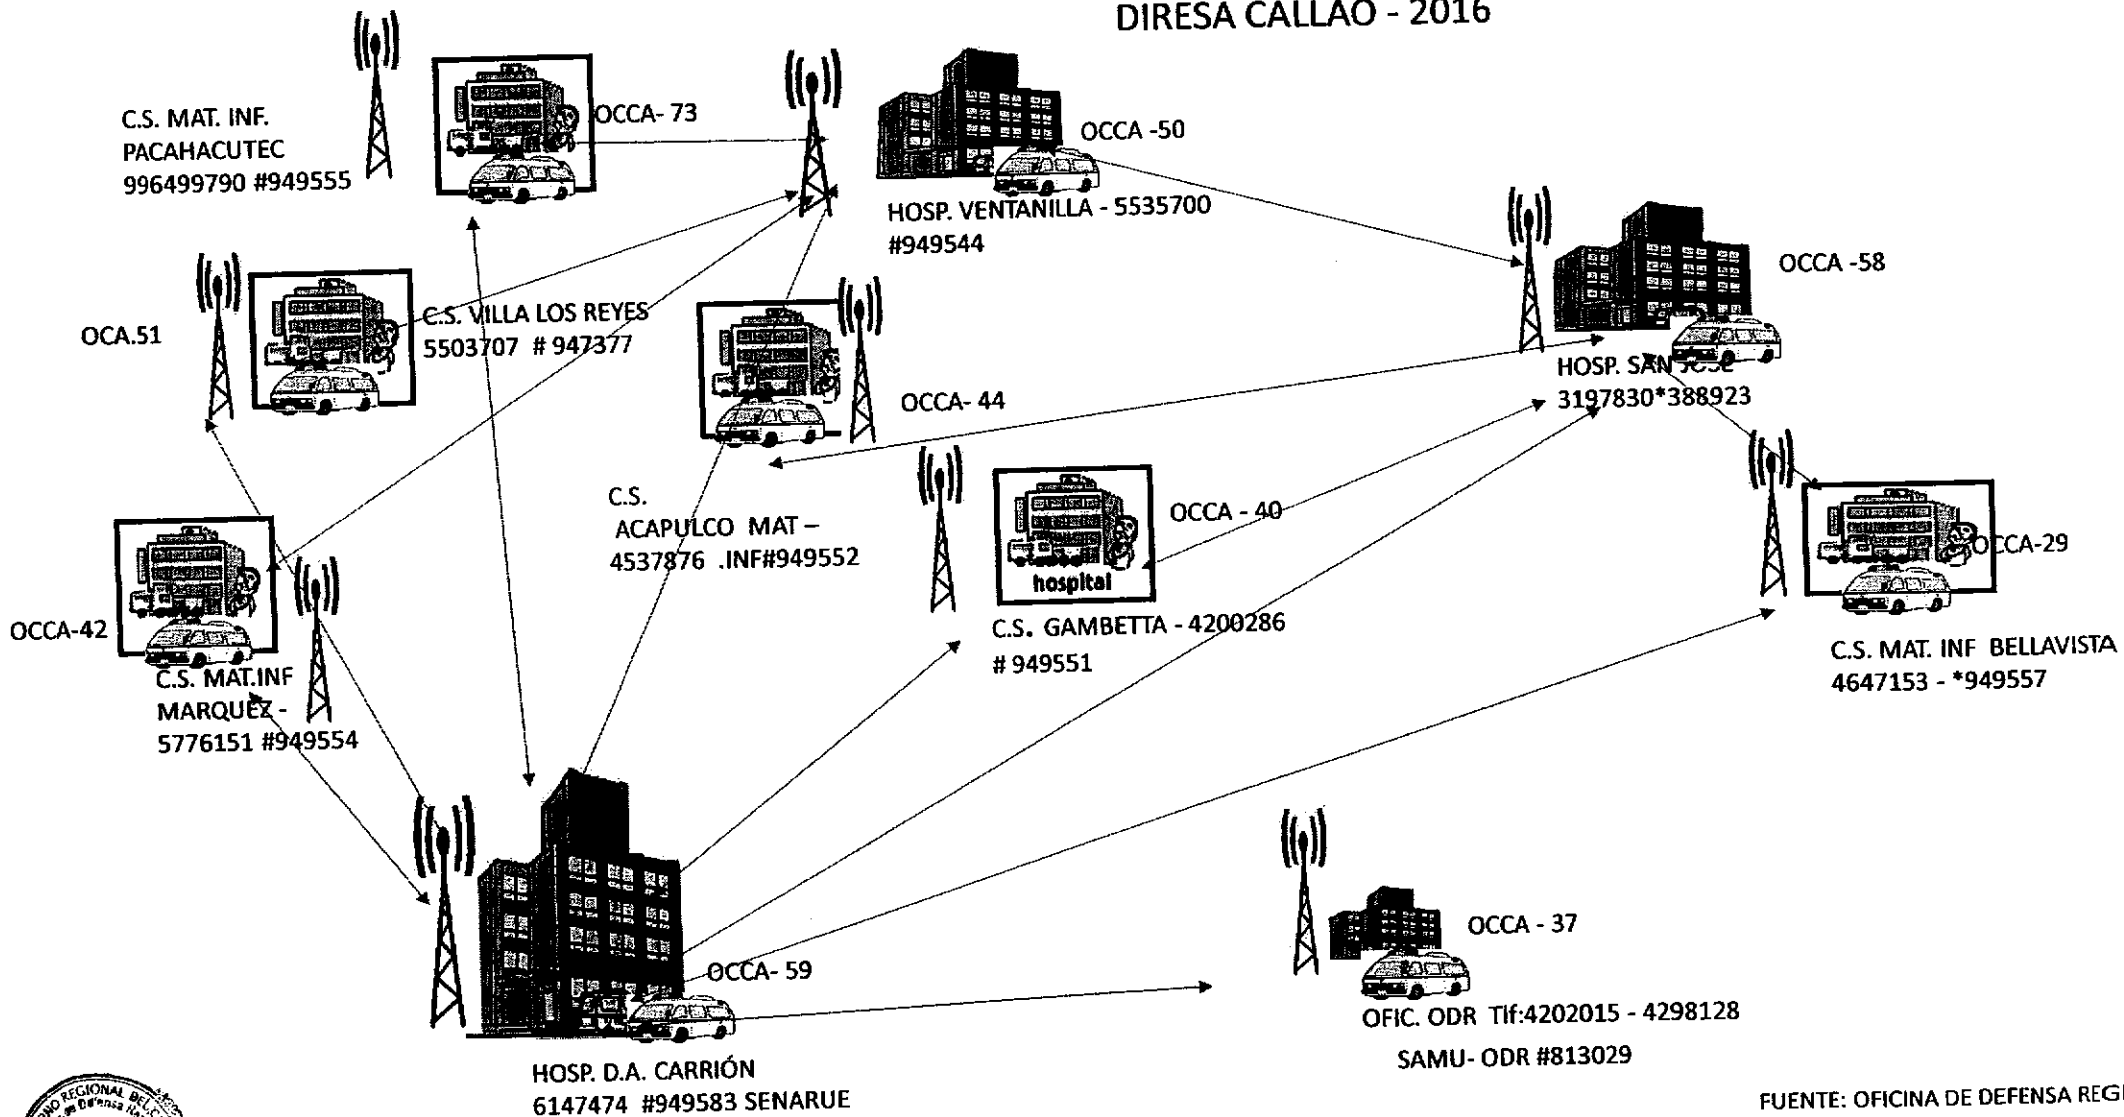 DIRESA CALLAO - 2016
C.S. MAT. INF.
PACAHACUTEC
996499790 #949555
OCCA- 73
OCCA -50
HOSP. VENTANILLA - 5535700
#949544
OCCA -58
HOSP. SAN JOSE
3197830*388923
OCA.51
C.S. VILLA LOS REYES
5503707 # 947377
OCCA- 44
C.S.
ACAPULCO MAT –
4537876 .INF#949552
OCCA - 40
hospital
C.S. GAMBETTA - 4200286
# 949551
OCCA-29
C.S. MAT. INF BELLAVISTA
4647153 - *949557
OCCA-42
C.S. MAT.INF
MARQUEZ -
5776151 #949554
OCCA- 59
HOSP. D.A. CARRIÓN
6147474 #949583 SENARUE
OCCA - 37
OFIC. ODR Tlf:4202015 - 4298128
SAMU- ODR #813029
REGIONAL DEL
FUENTE: OFICINA DE DEFENSA REGI